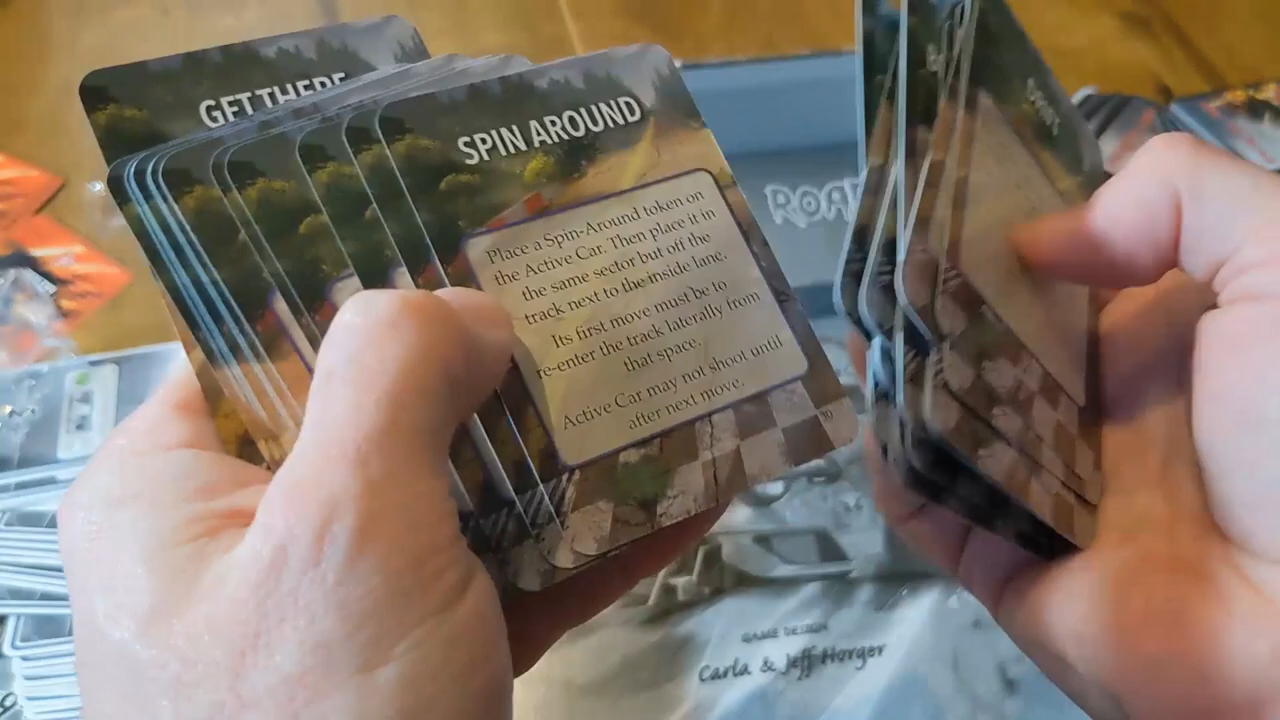 GET THERE
SPIN AROUND
Place a Spin-Around token on
the Active Car. Then place it in
the same sector but off the
track next to the inside lane.
Its first move must be to
re-enter the track laterally from
that space.
Active Car may not shoot until
after next move.
GAME DESIGN
Carla & Jeff Horger